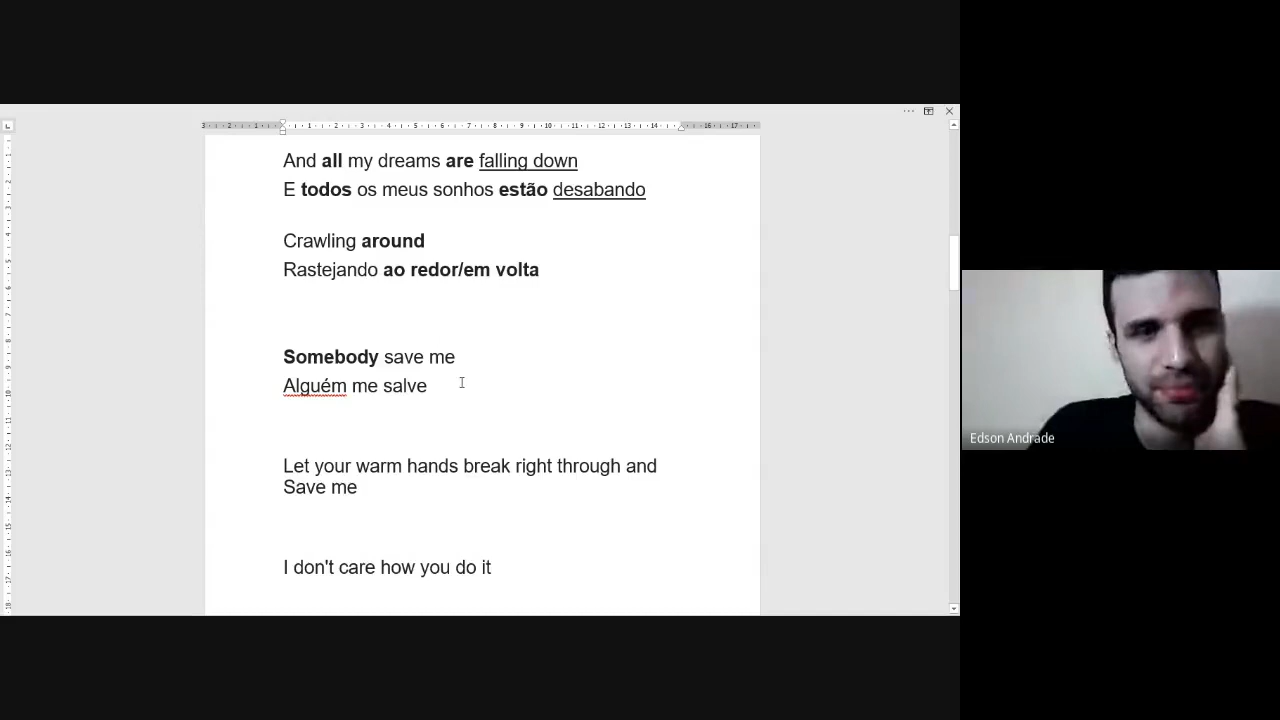 And all my dreams are falling down
E todos os meus sonhos estão desabando
Crawling around
Rastejando ao redor/em volta
Somebody save me
Alguém me salve
Let your warm hands break right through and
Save me
I don't care how you do it
Edson Andrade